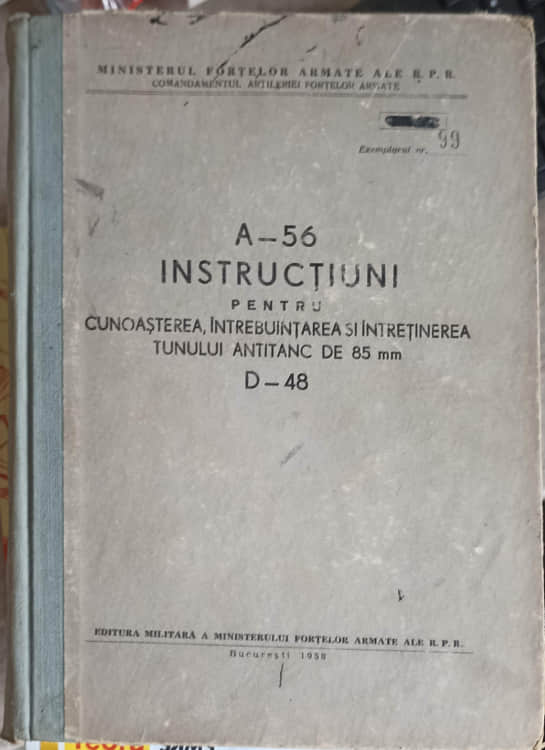 MINISTERUL FORȚELOR ARMATE ALE R. P. R.
COMANDAMENTUL ARTILERIEI FORȚELOR ARMATE
Exemplarul nr. 99
A–56
INSTRUCȚIUNI
PENTRU
CUNOAȘTEREA, ÎNTREBUINȚAREA SI ÎNTREȚINEREA
TUNULUI ANTITANC DE 85 mm
D–48
EDITURA MILITARĂ A MINISTERULUI FORȚELOR ARMATE ALE R. P. R.
București 1958